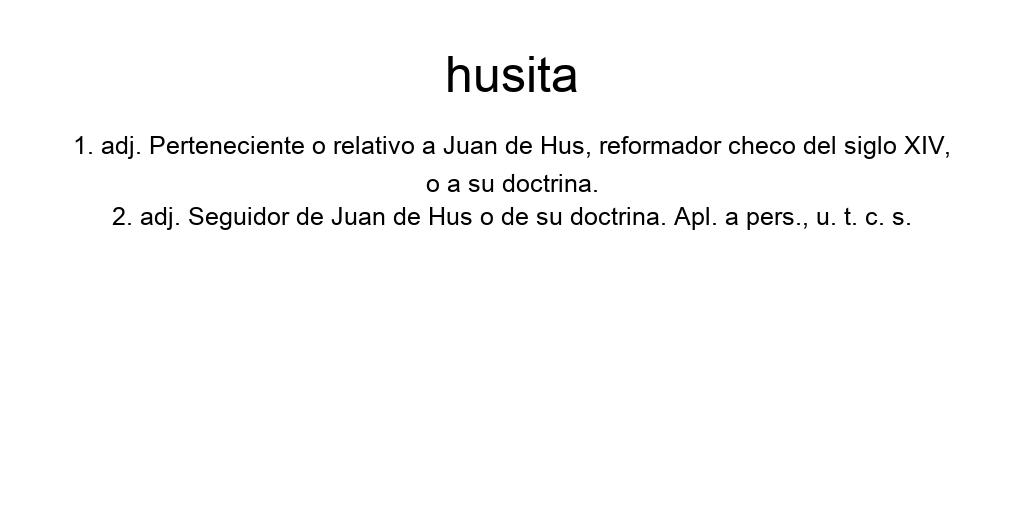 husita
1. adj. Perteneciente o relativo a Juan de Hus, reformador checo del siglo XIV,
o a su doctrina.
2. adj. Seguidor de Juan de Hus o de su doctrina. Apl. a pers., u. t. c. s.